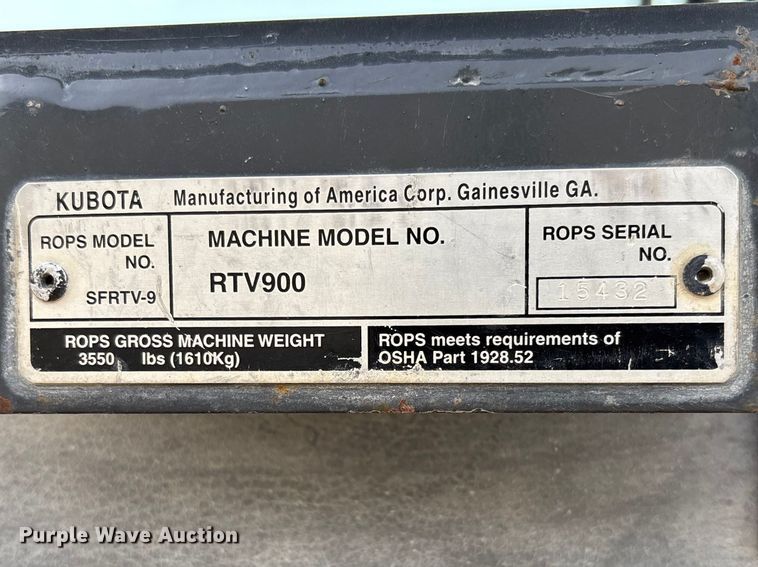 KUBOTA Manufacturing of America Corp. Gainesville GA.
ROPS MODEL NO.
SFRTV-9
MACHINE MODEL NO.
RTV900
ROPS SERIAL NO.
15432
ROPS GROSS MACHINE WEIGHT
3550 lbs (1610Kg)
ROPS meets requirements of
OSHA Part 1928.52
Purple Wave Auction